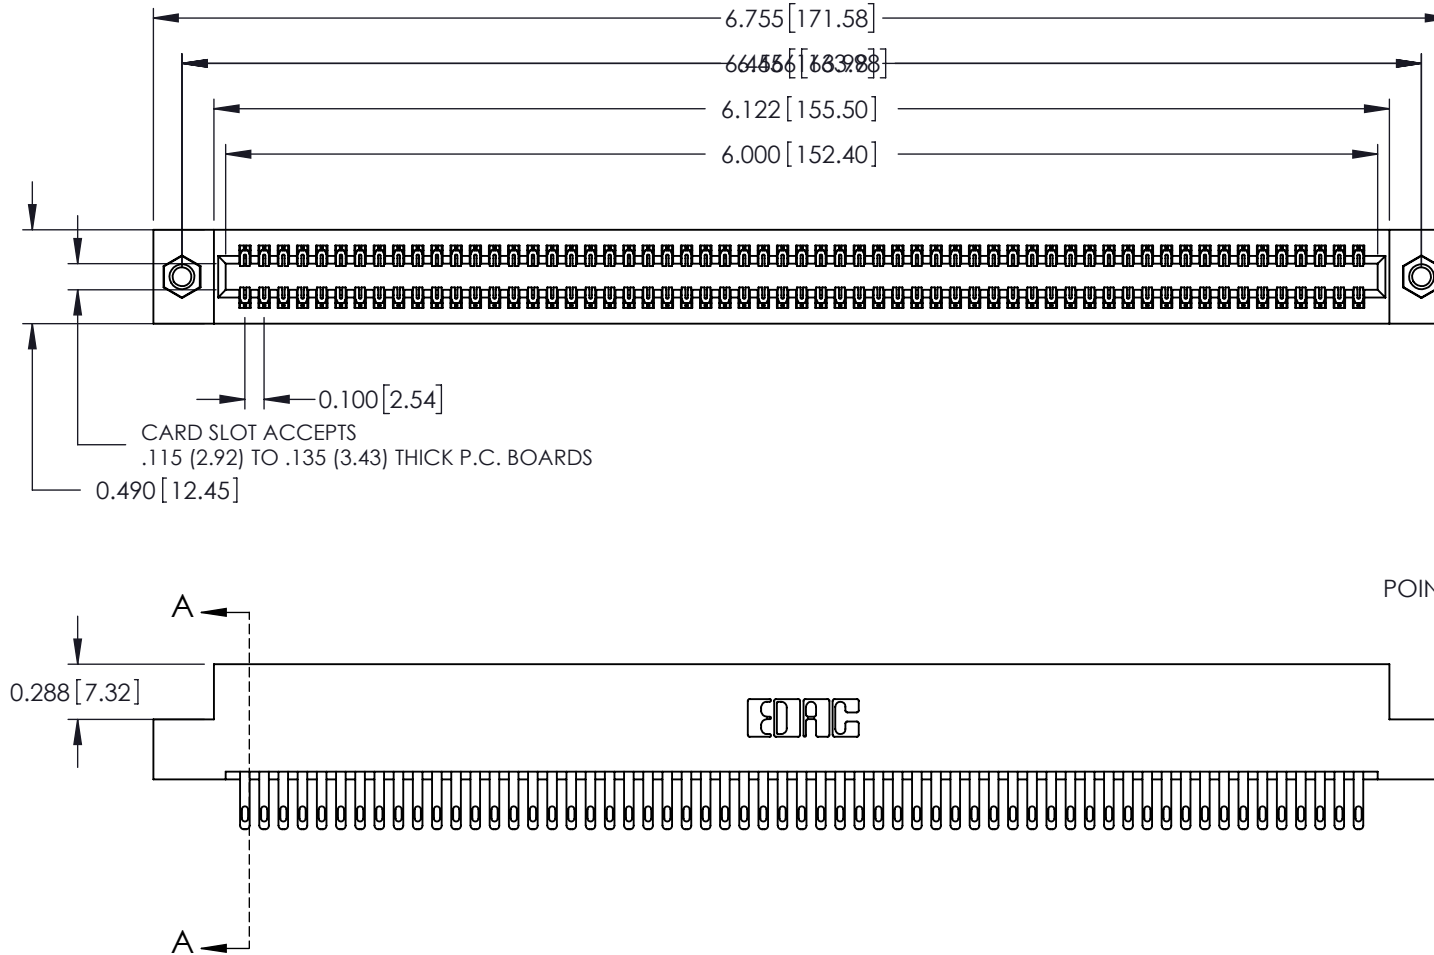 6.755[171.58]
6.122[155.50]
6.000[152.40]
0.100[2.54]
CARD SLOT ACCEPTS
.115 (2.92) TO .135 (3.43) THICK P.C. BOARDS
0.490[12.45]
POIN
A
0.288[7.32]
EDAC
A